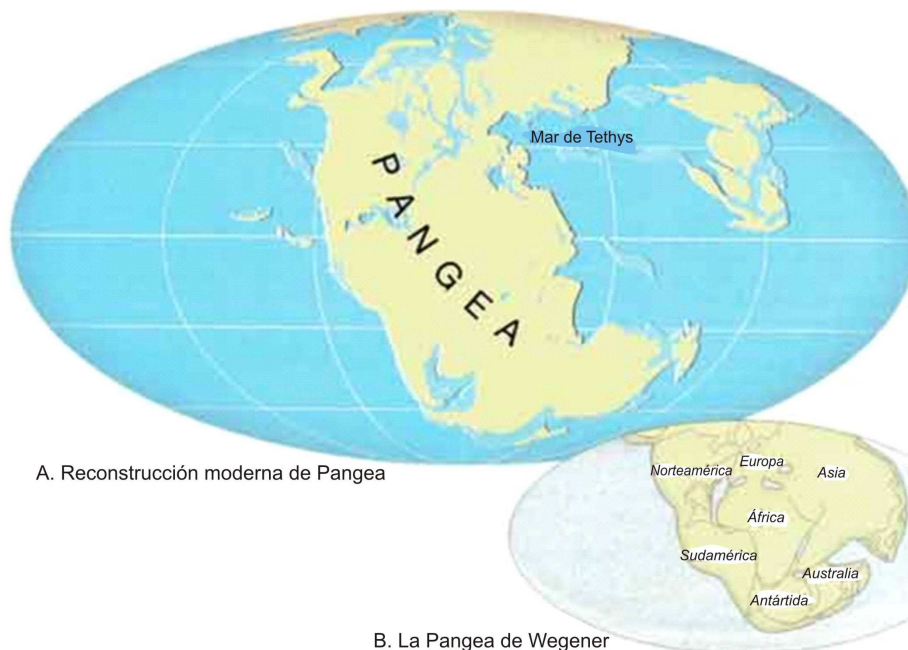 Mar de Tethys
PANGEA
A. Reconstrucción moderna de Pangea
Norteamérica
Europa
Asia
África
Sudamérica
Australia
Antártida
B. La Pangea de Wegener